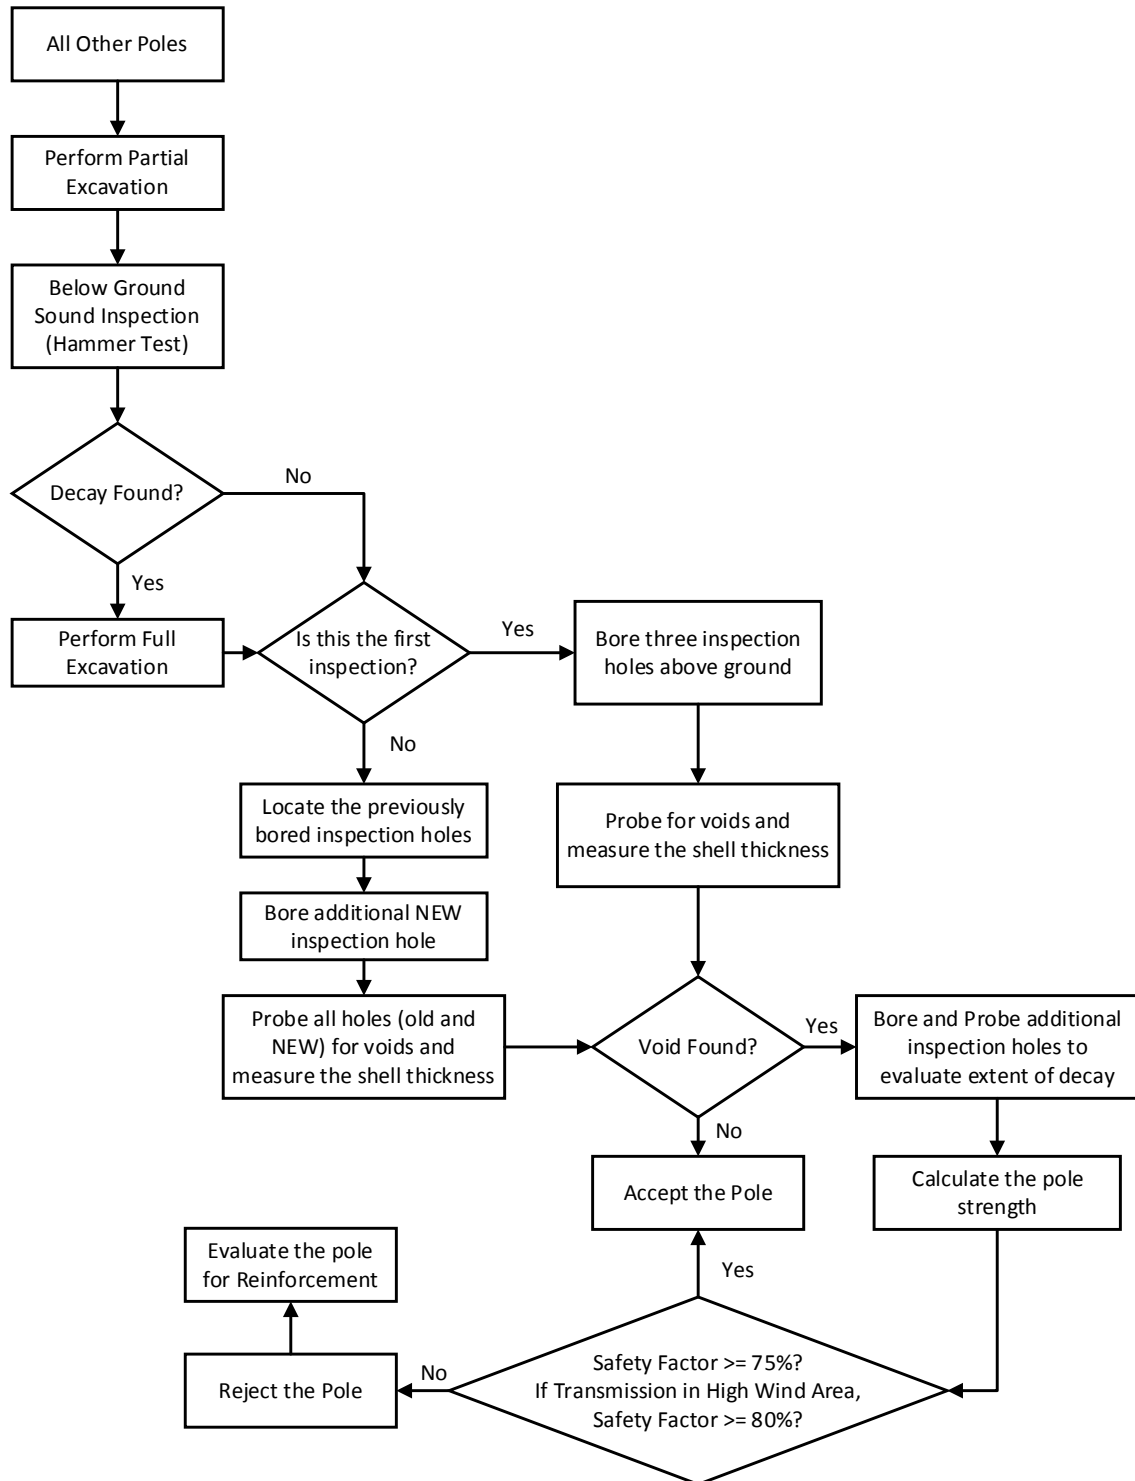 All Other Poles
Perform Partial
Excavation
Below Ground
Sound Inspection
(Hammer Test)
Decay Found?
No
Yes
Perform Full
Excavation
Is this the first
inspection?
Yes
Bore three inspection
holes above ground
No
Locate the previously
bored inspection holes
Probe for voids and
measure the shell thickness
Bore additional NEW
inspection hole
Probe all holes (old and
NEW) for voids and
measure the shell thickness
Void Found?
Yes
Bore and Probe additional
inspection holes to
evaluate extent of decay
No
Accept the Pole
Calculate the pole
strength
Evaluate the pole
for Reinforcement
Yes
Reject the Pole
No
Safety Factor >= 75%?
If Transmission in High Wind Area,
Safety Factor >= 80%?